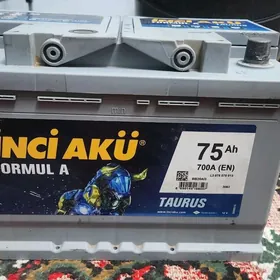 İNCİ AKÜ
FORMUL A
75Ah
700A (EN)
TAURUS